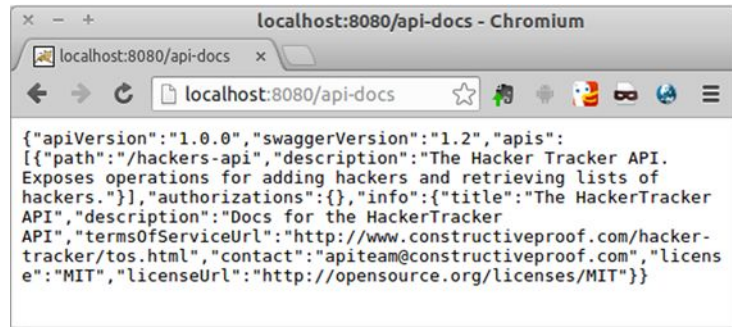 localhost:8080/api-docs - Chromium
localhost:8080/api-docs
localhost:8080/api-docs
{"apiVersion":"1.0.0","swaggerVersion":"1.2","apis":
[{"path":"/hackers-api","description":"The Hacker Tracker API.
Exposes operations for adding hackers and retrieving lists of
hackers."}],"authorizations":{},"info":{"title":"The HackerTracker
API","description":"Docs for the HackerTracker
API","termsOfServiceUrl":"http://www.constructiveproof.com/hacker-
tracker/tos.html","contact":"apiteam@constructiveproof.com","licens
e":"MIT","licenseUrl":"http://opensource.org/licenses/MIT"}}